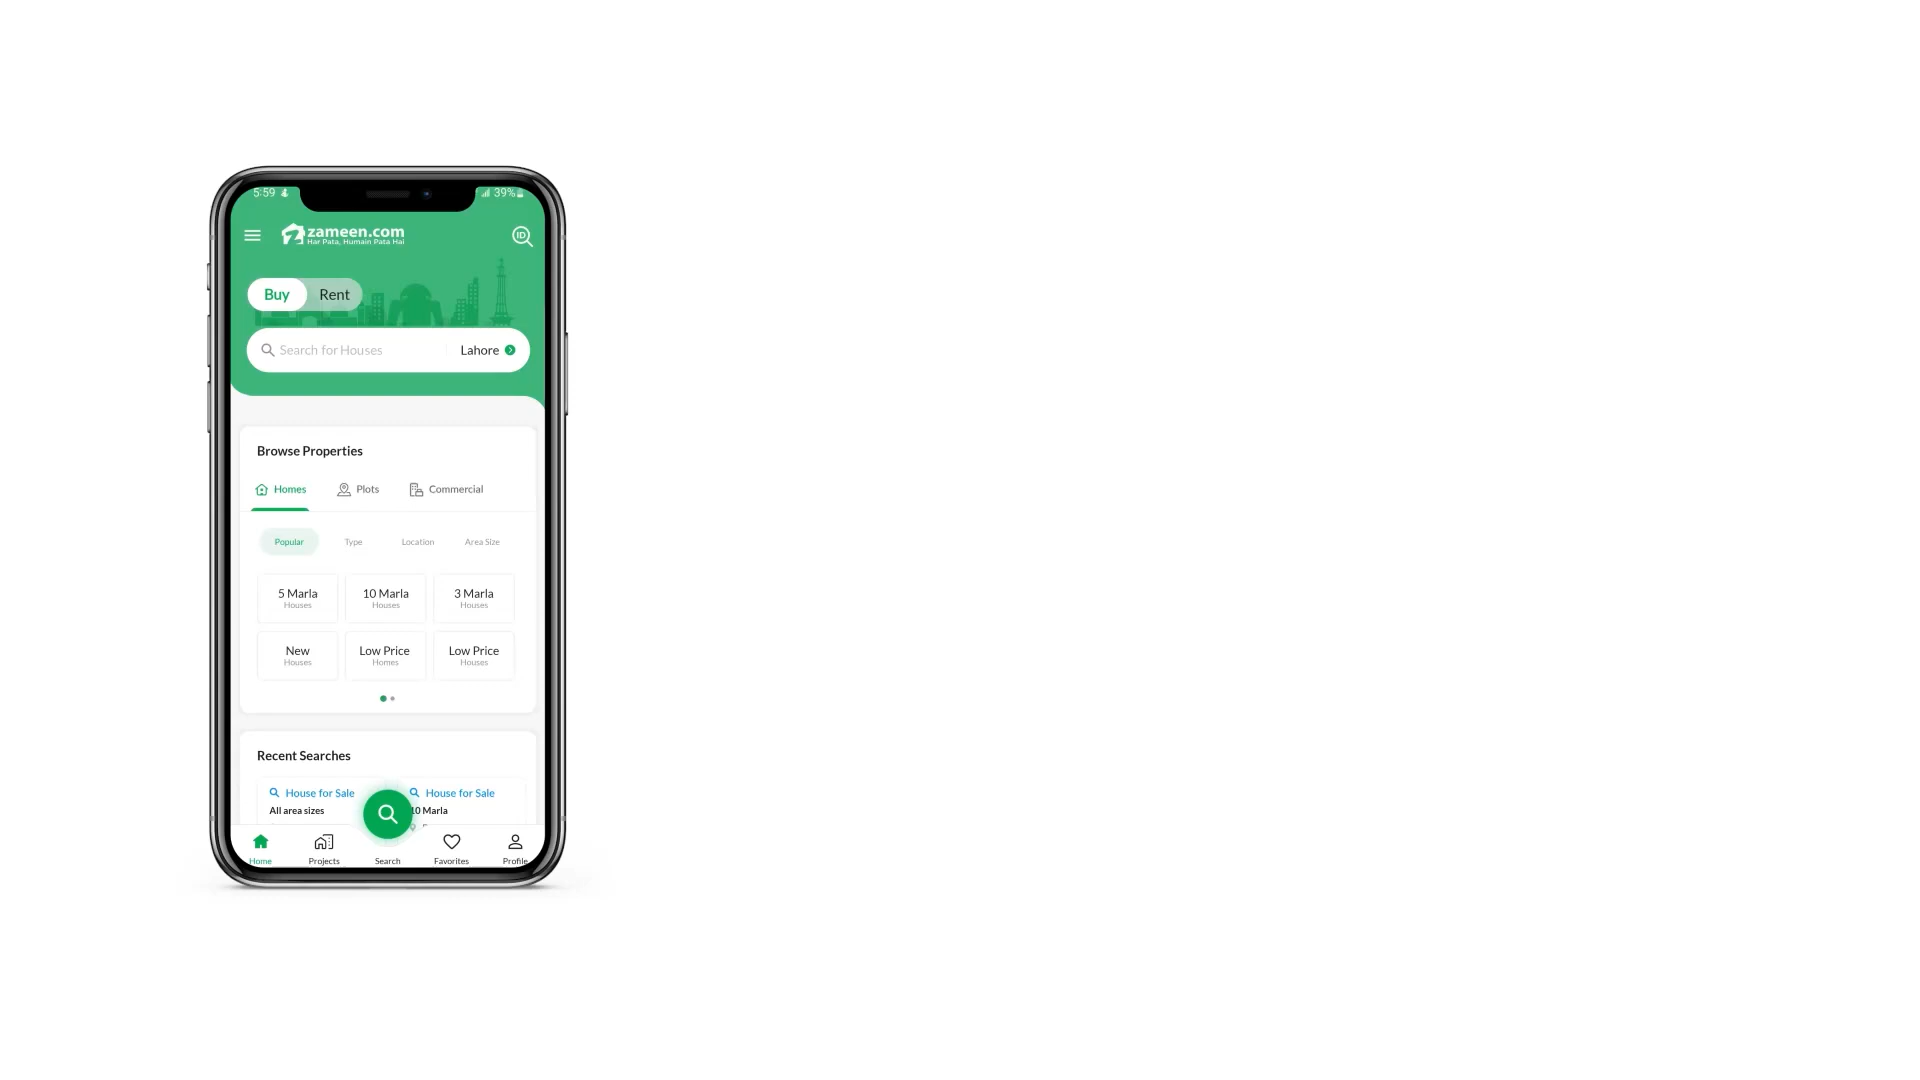 5:59
39%
zameen.com
Har Pata, Humain Pata Hai
ID
Buy Rent
Search for Houses Lahore
Browse Properties
Homes Plots Commercial
Popular Type Location Area Size
5 Marla 10 Marla 3 Marla
Houses Houses Houses
New Low Price Low Price
Houses Homes Houses
Recent Searches
House for Sale House for Sale
All area sizes 10 Marla
Home Projects Search Favorites Profile